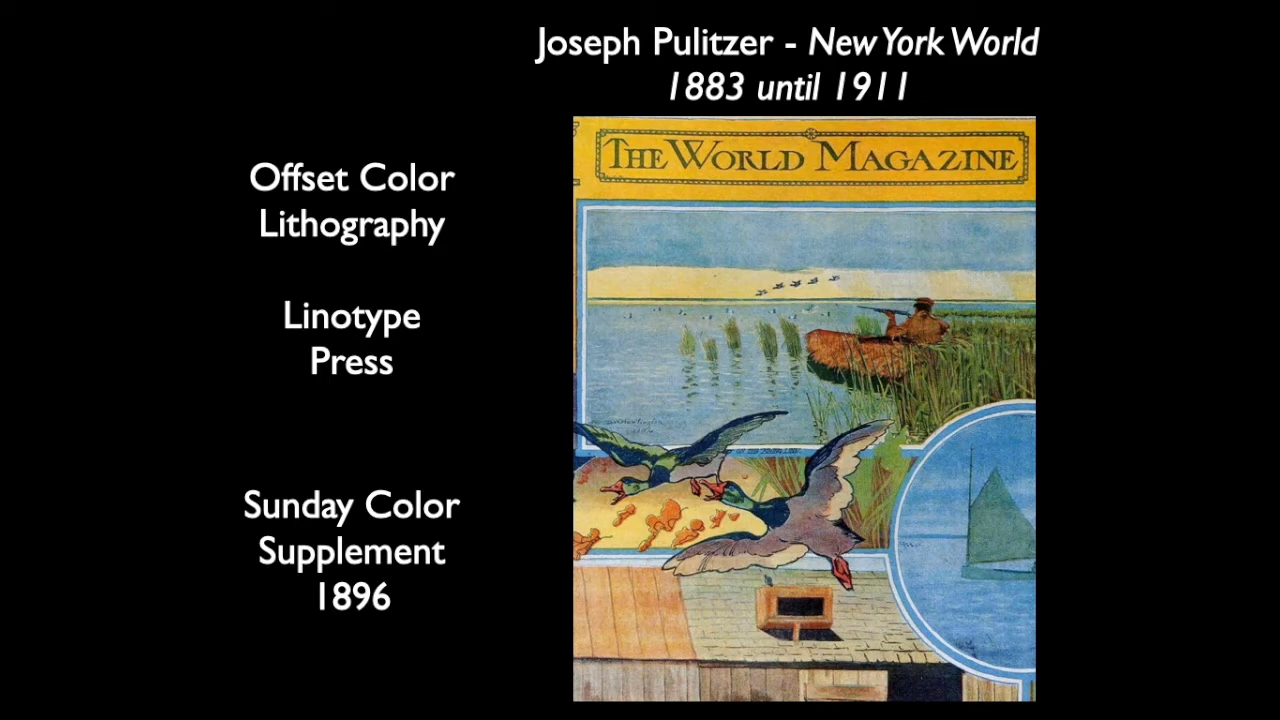 Joseph Pulitzer - New York World
1883 until 1911
THE WORLD MAGAZINE
Offset Color
Lithography
Linotype
Press
Sunday Color
Supplement
1896